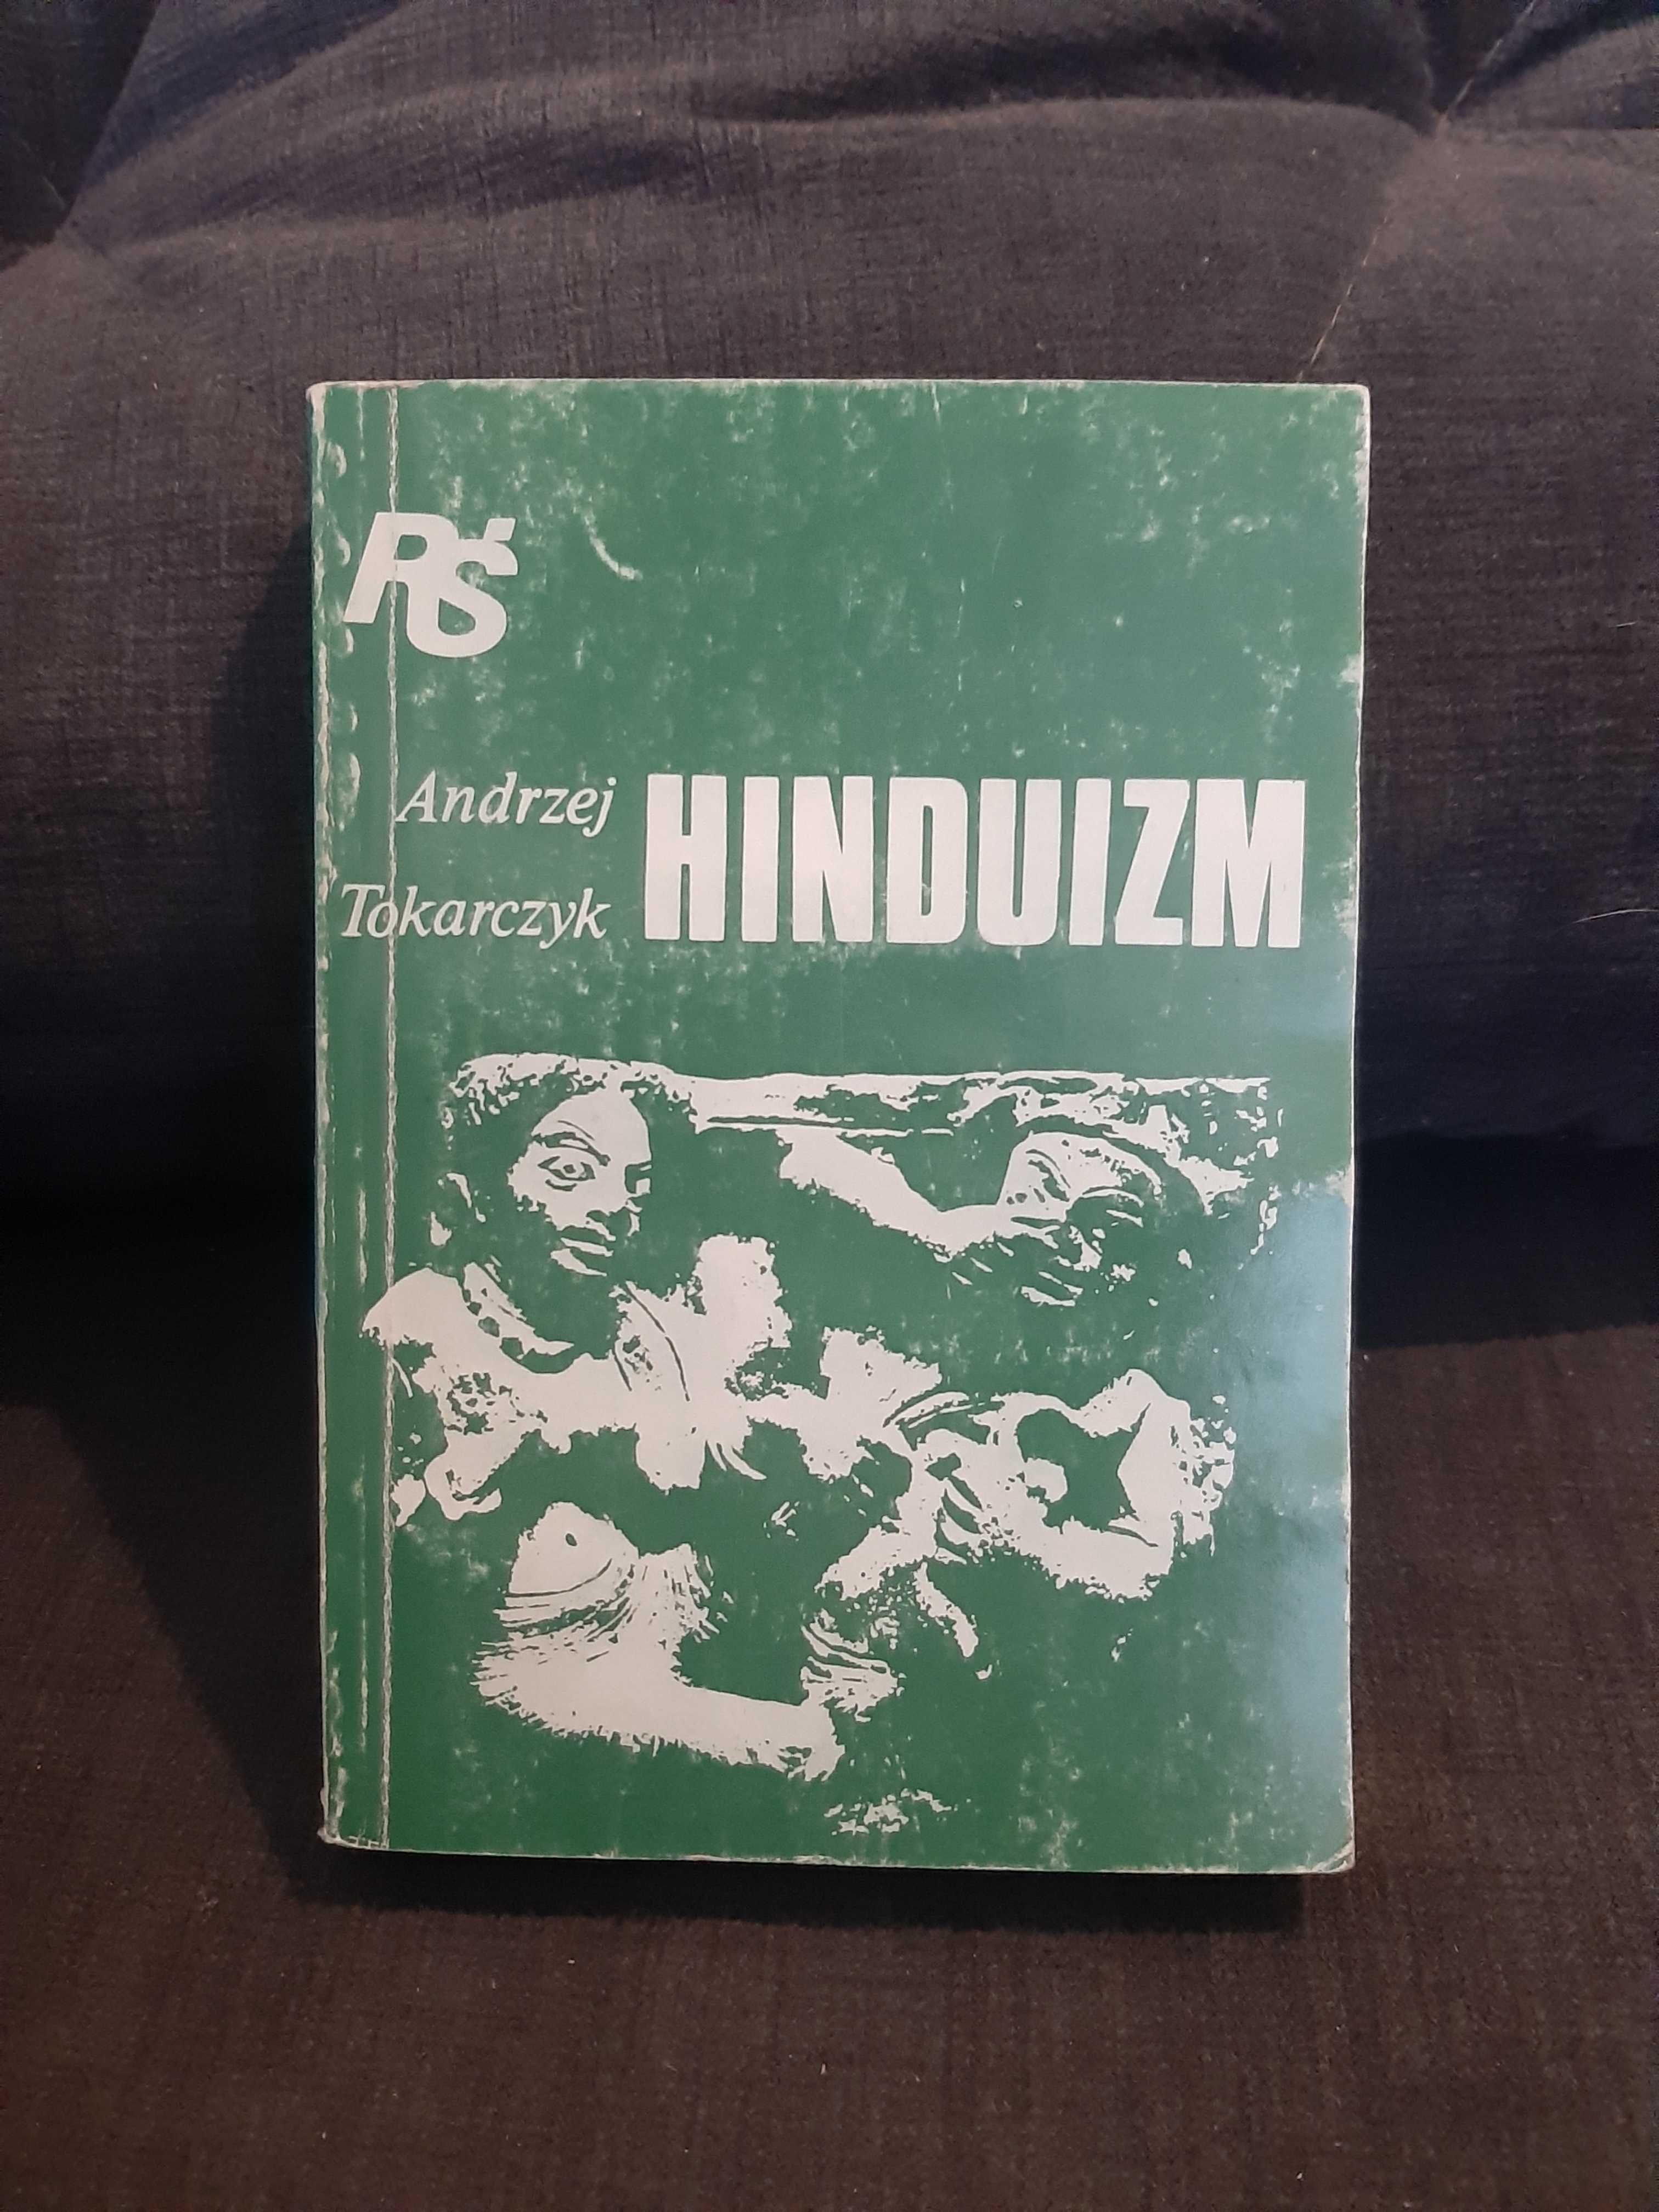 RŚ
Andrzej
Tokarczyk
HINDUIZM